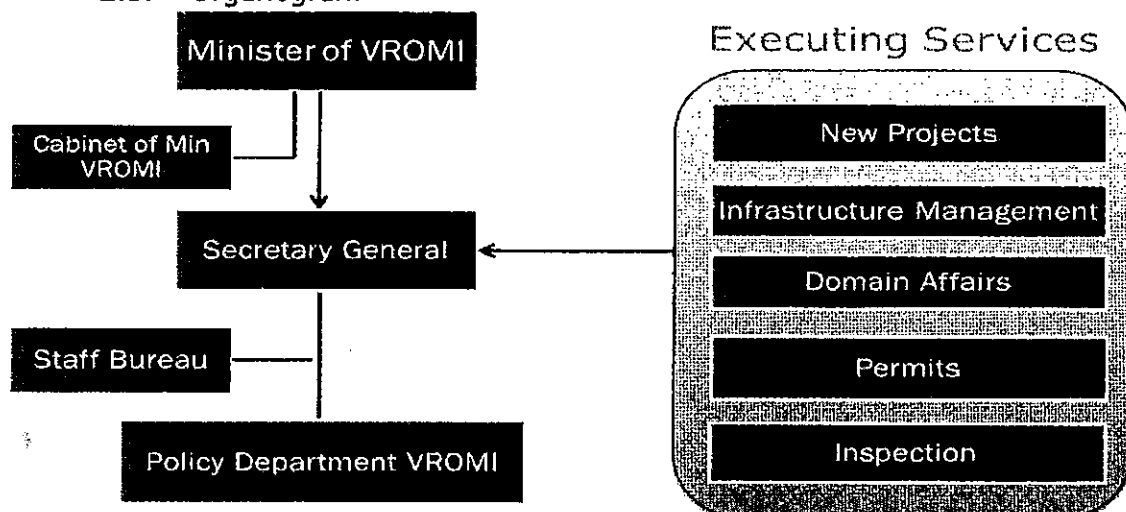 Minister of VROMI
Cabinet of Min
VROMI
Secretary General
Staff Bureau
Policy Department VROMI
Executing Services
New Projects
Infrastructure Management
Domain Affairs
Permits
Inspection